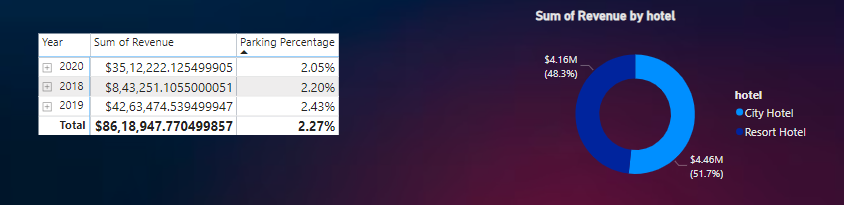 Year Sum of Revenue Parking Percentage
2020 $35,12,222.125499905 2.05%
2018 $8,43,251.1055000051 2.20%
2019 $42,63,474.539499947 2.43%
Total $86,18,947.770499857 2.27%
Sum of Revenue by hotel
$4.16M
(48.3%)
$4.46M
(51.7%)
hotel
City Hotel
Resort Hotel